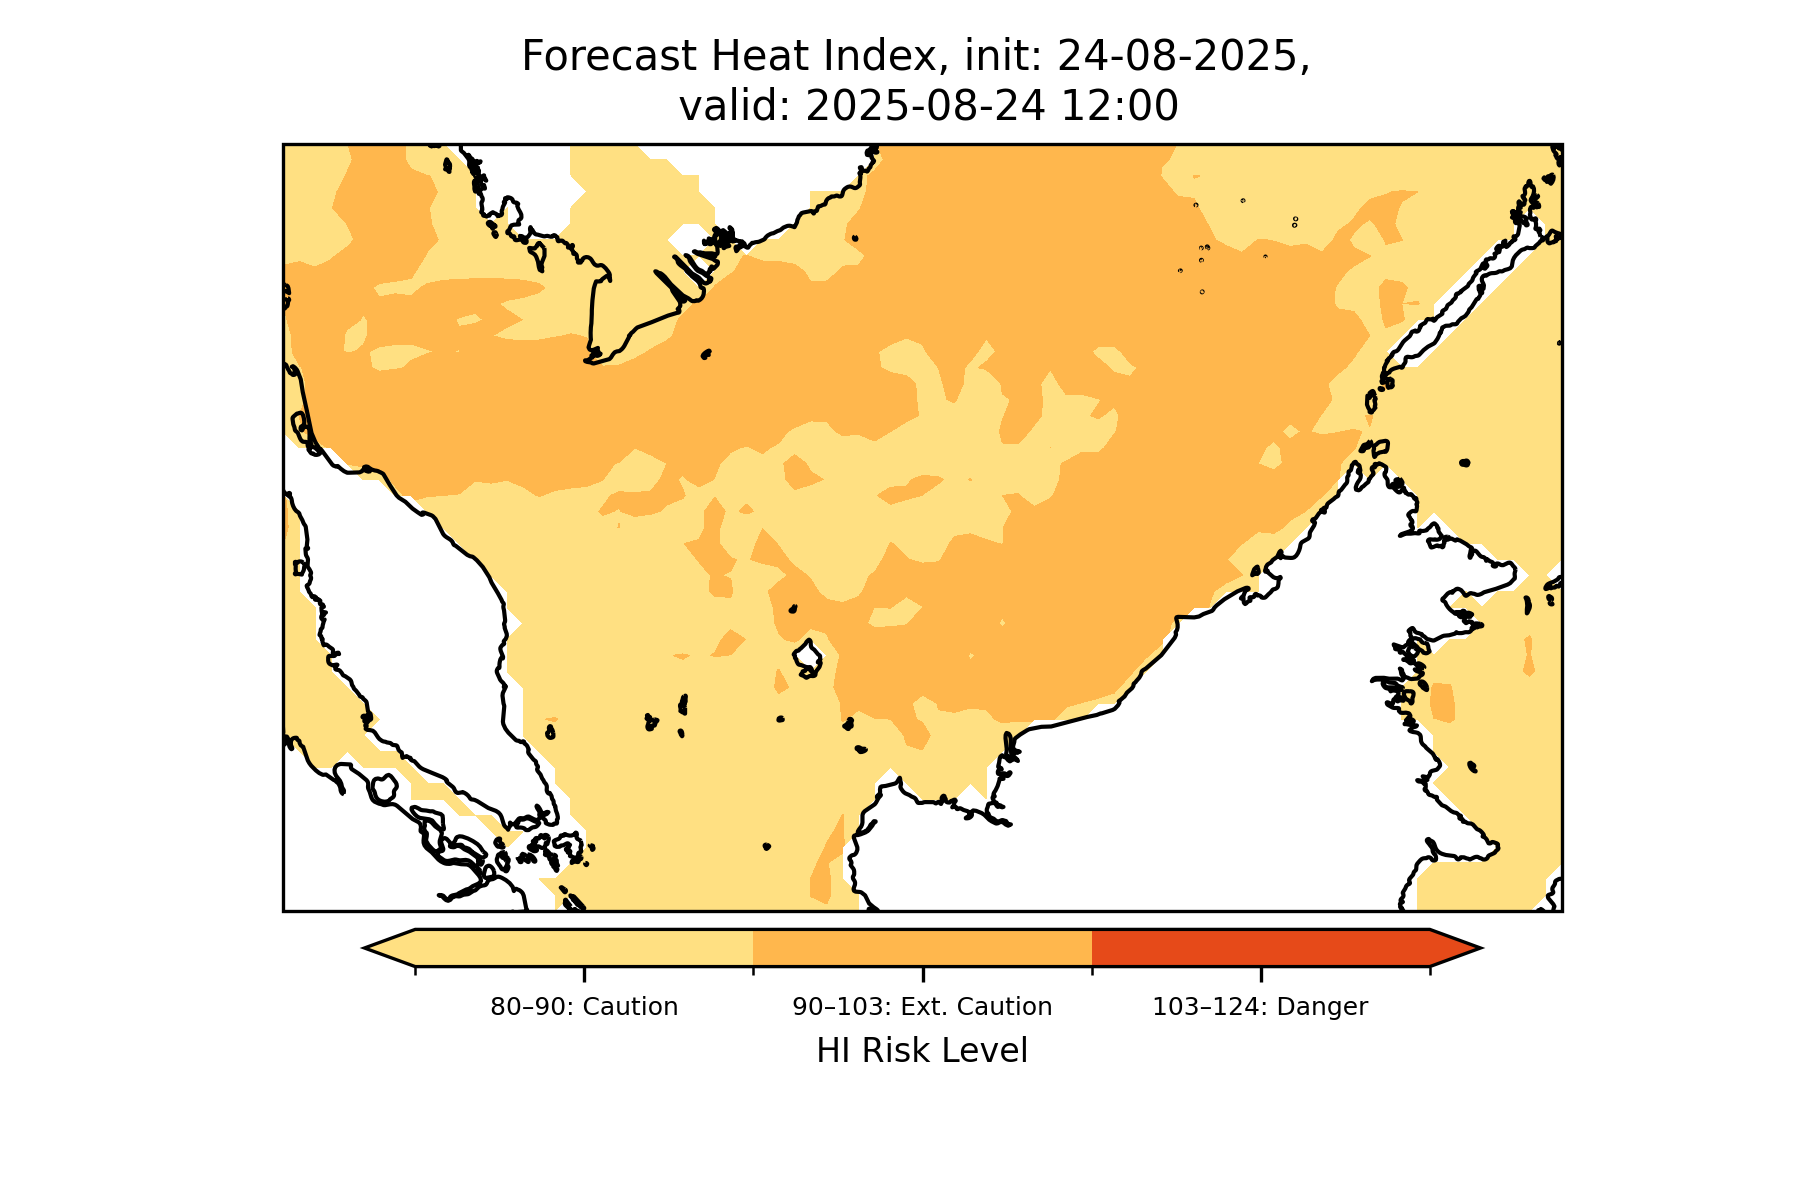 Forecast Heat Index, init: 24-08-2025,
valid: 2025-08-24 12:00
80–90: Caution
90–103: Ext. Caution
103–124: Danger
HI Risk Level